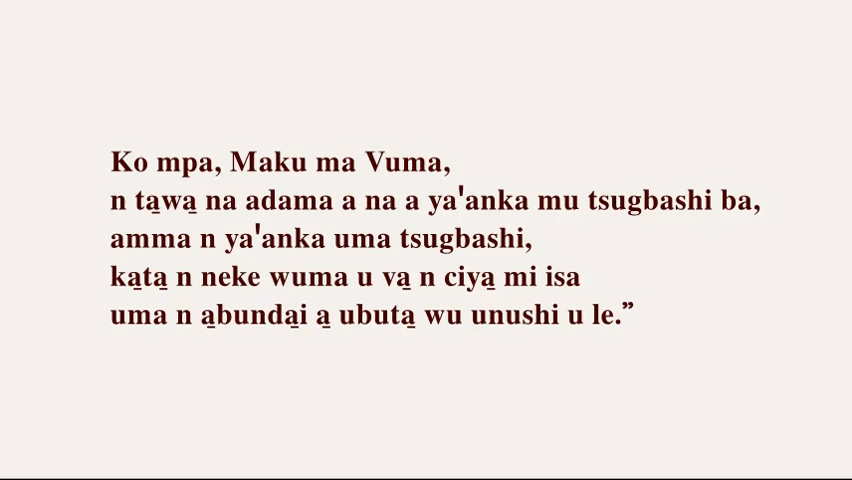 Ko mpa, Maku ma Vuma,
n ta̱wa̱ na adama a na a ya'anka mu tsugbashi ba,
amma n ya'anka uma tsugbashi,
ka̱ta̱ n neke wuma u va̱ n ciya̱ mi isa
uma n a̱bunda̱i a̱ ubuta̱ wu unushi u le.”